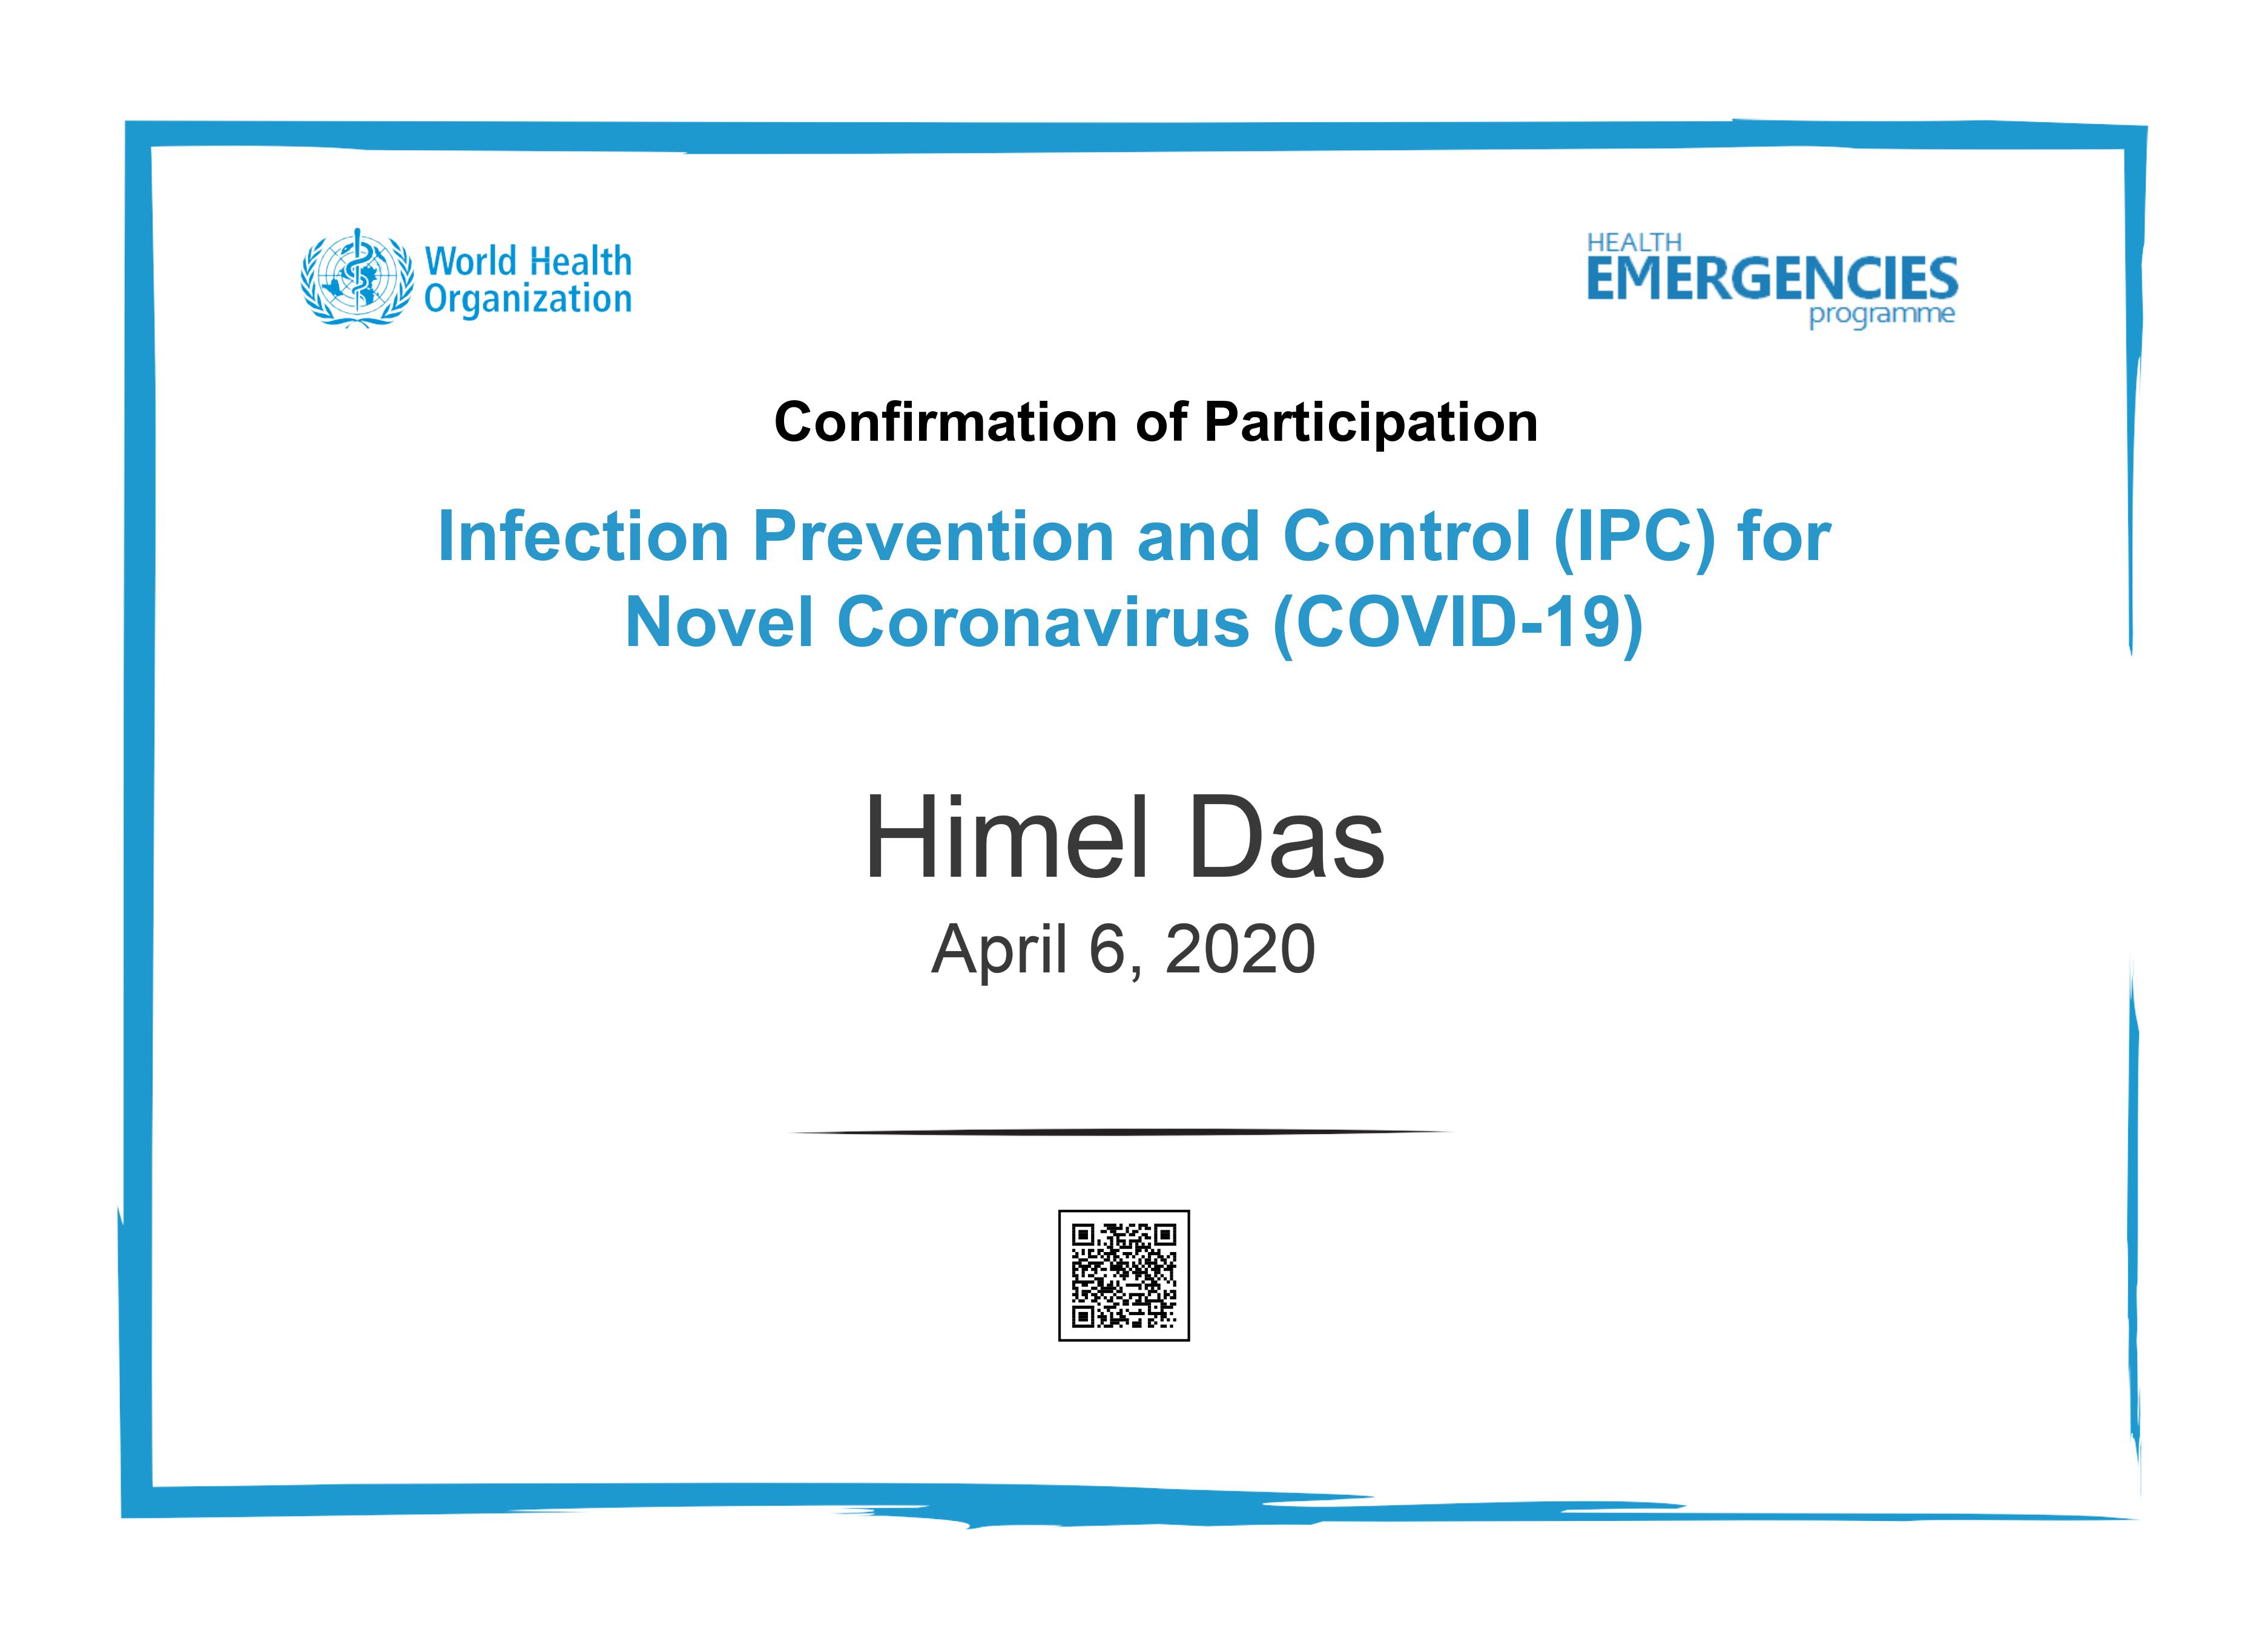 World Health
Organization
HEALTH
EMERGENCIES
programme
Confirmation of Participation
Infection Prevention and Control (IPC) for
Novel Coronavirus (COVID-19)
Himel Das
April 6, 2020